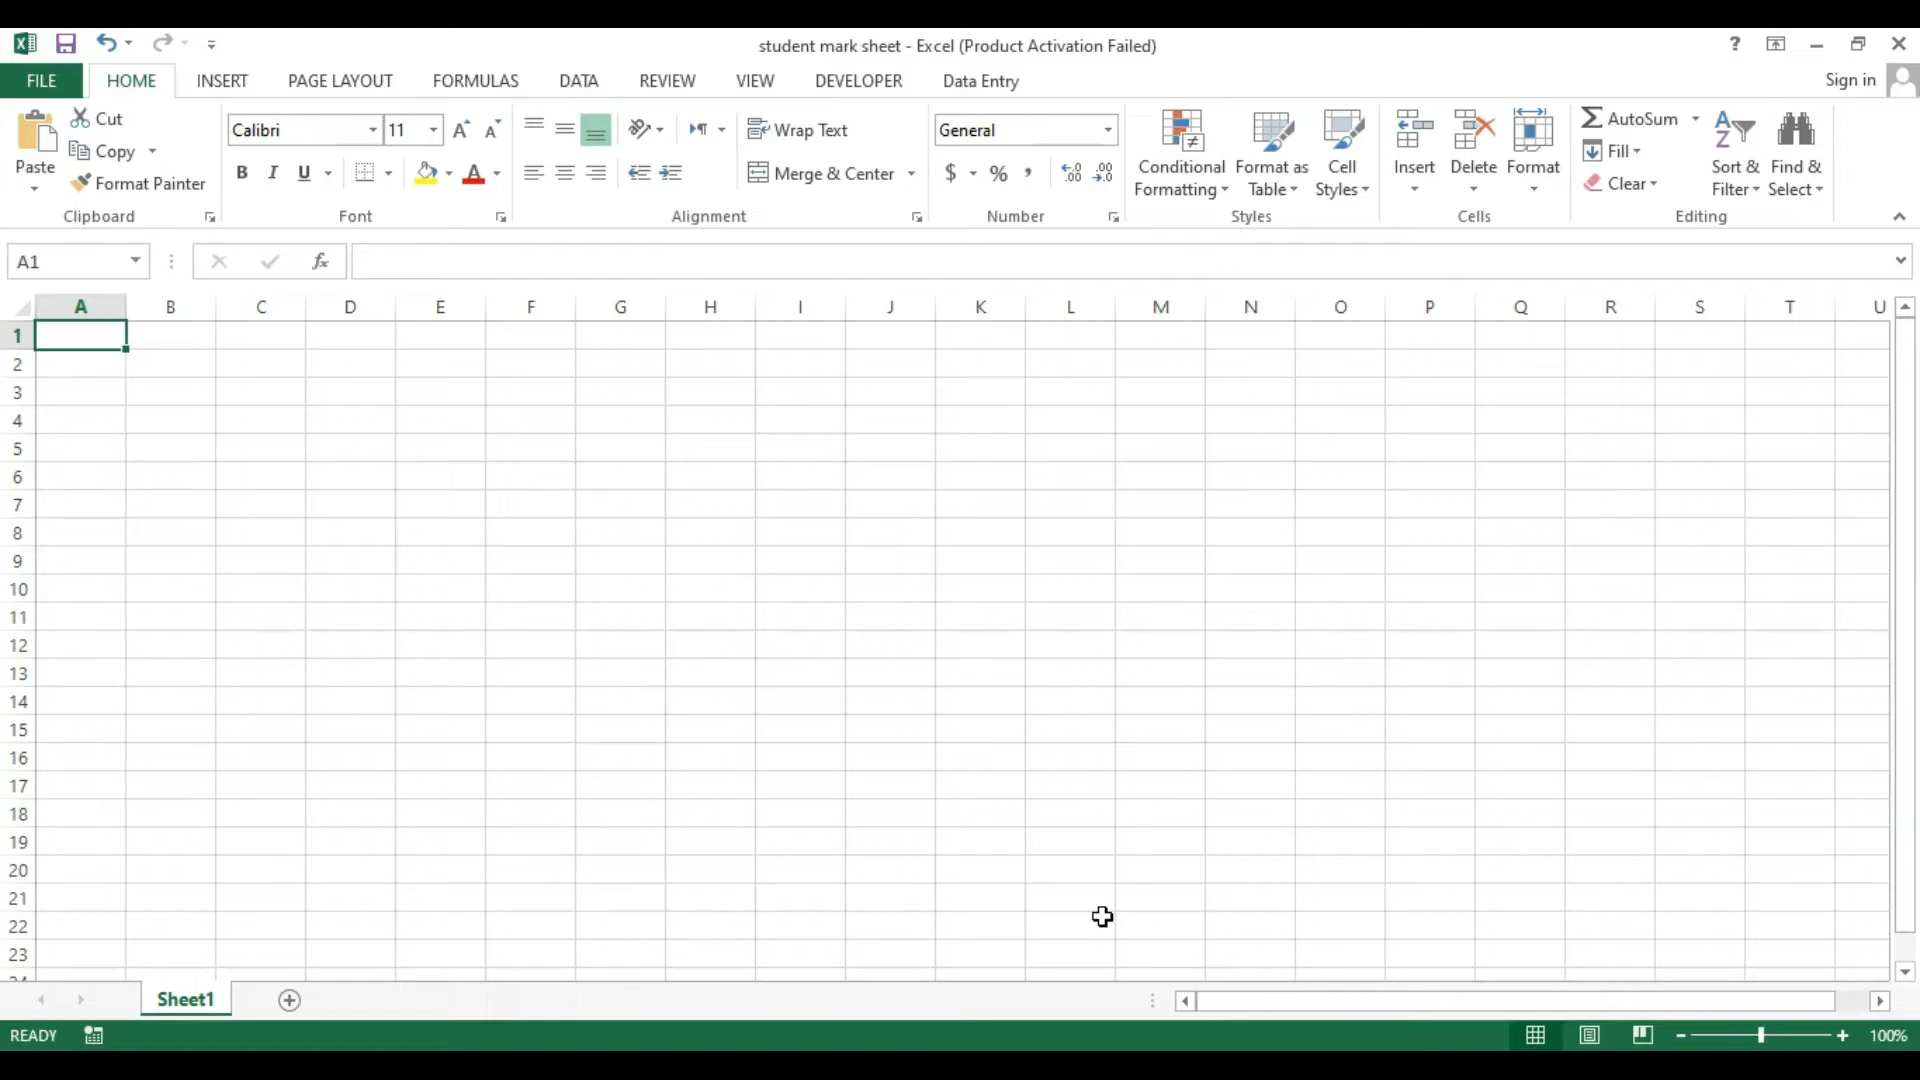 student mark sheet - Excel (Product Activation Failed)
?
FILE HOME INSERT PAGE LAYOUT FORMULAS DATA REVIEW VIEW DEVELOPER Data Entry Sign in
Paste
Cut
Copy
Format Painter
Clipboard
Calibri 11
B I U A
Font
Wrap Text
Merge & Center
Alignment
General
$ % ,
Number
Conditional Formatting
Format as Table
Cell Styles
Styles
Insert
Delete
Format
Cells
AutoSum
Fill
Clear
Sort & Filter
Find & Select
Editing
A1 fx
A B C D E F G H I J K L M N O P Q R S T U
1
2
3
4
5
6
7
8
9
10
11
12
13
14
15
16
17
18
19
20
21
22
23
Sheet1
READY 100%